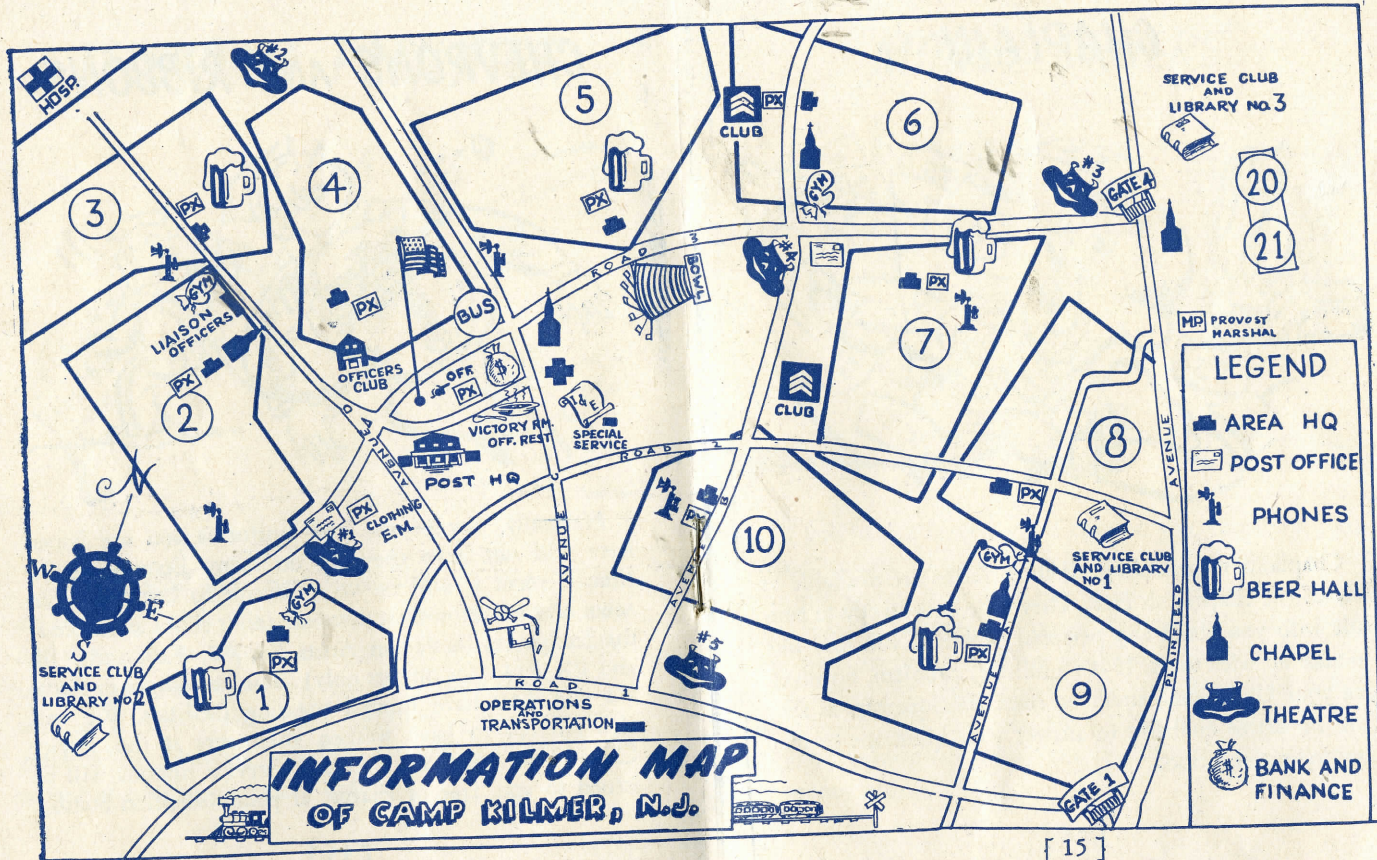 HOSP.
#2
5
CLUB
PX
6
SERVICE CLUB
AND
LIBRARY NO. 3
3
PX
4
PX
GYM
#3
GATE 4
20
21
GYM
LIAISON
OFFICERS
PX
BUS
ROAD 3
BOWL
#4
PX
7
MP PROVOST
MARSHAL
PX
2
OFFICERS
CLUB
OFF.
PX
$
VICTORY RM.
OFF. REST
I & E
SPECIAL
SERVICE
CLUB
8
AVENUE
PLAINFIELD
LEGEND
AREA HQ
POST OFFICE
PHONES
BEER HALL
CHAPEL
THEATRE
$
BANK AND
FINANCE
N
W
E
S
AVENUE D
POST HQ
ROAD 2
PX
CLOTHING
E.M.
#1
AVENUE C
PX
AVENUE B
10
PX
SERVICE CLUB
AND LIBRARY
NO 1
GYM
GYM
PX
1
SERVICE CLUB
AND
LIBRARY NO 2
#5
PX
AVENUE A
9
ROAD 1
OPERATIONS
AND
TRANSPORTATION
GATE 1
INFORMATION MAP
OF CAMP KILMER, N.J.
[ 15 ]